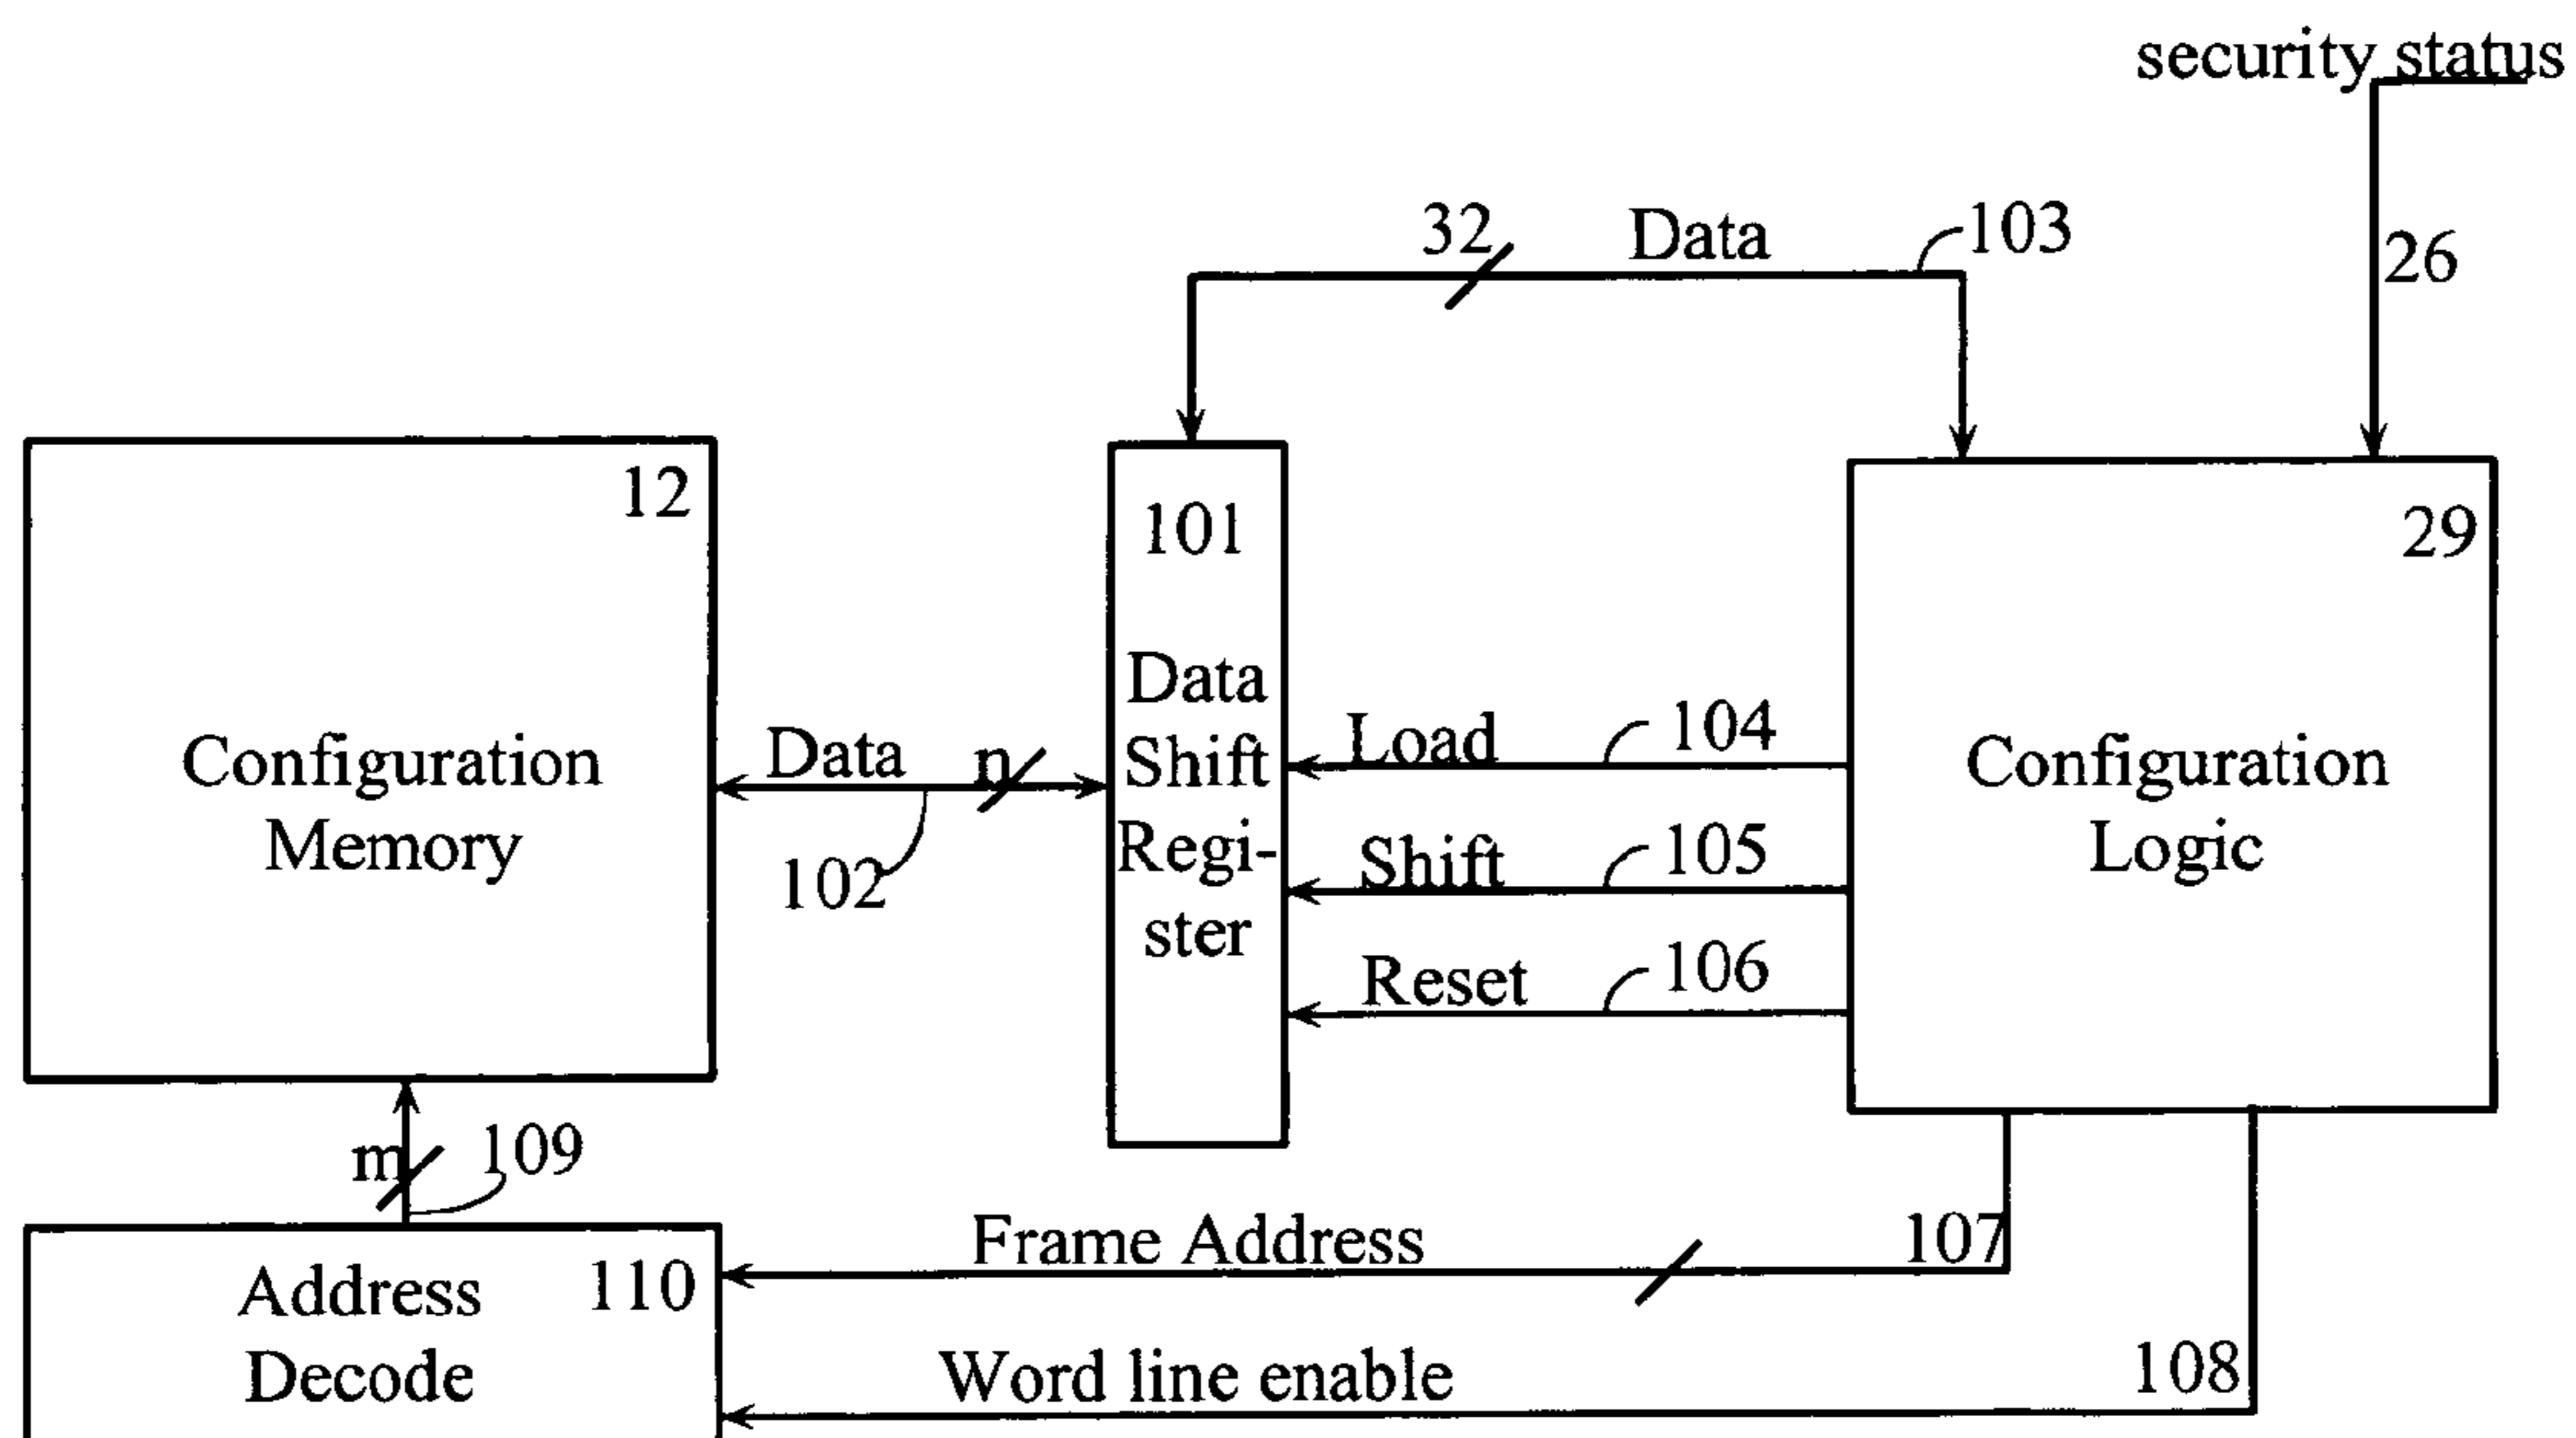 security status
32 Data 103
26
12
101
29
Data
Shift
Regi-
ster
Configuration
Memory
Data n
102
Load 104
Shift 105
Reset 106
Configuration
Logic
m 109
Frame Address 107
Address
Decode
110
Word line enable 108